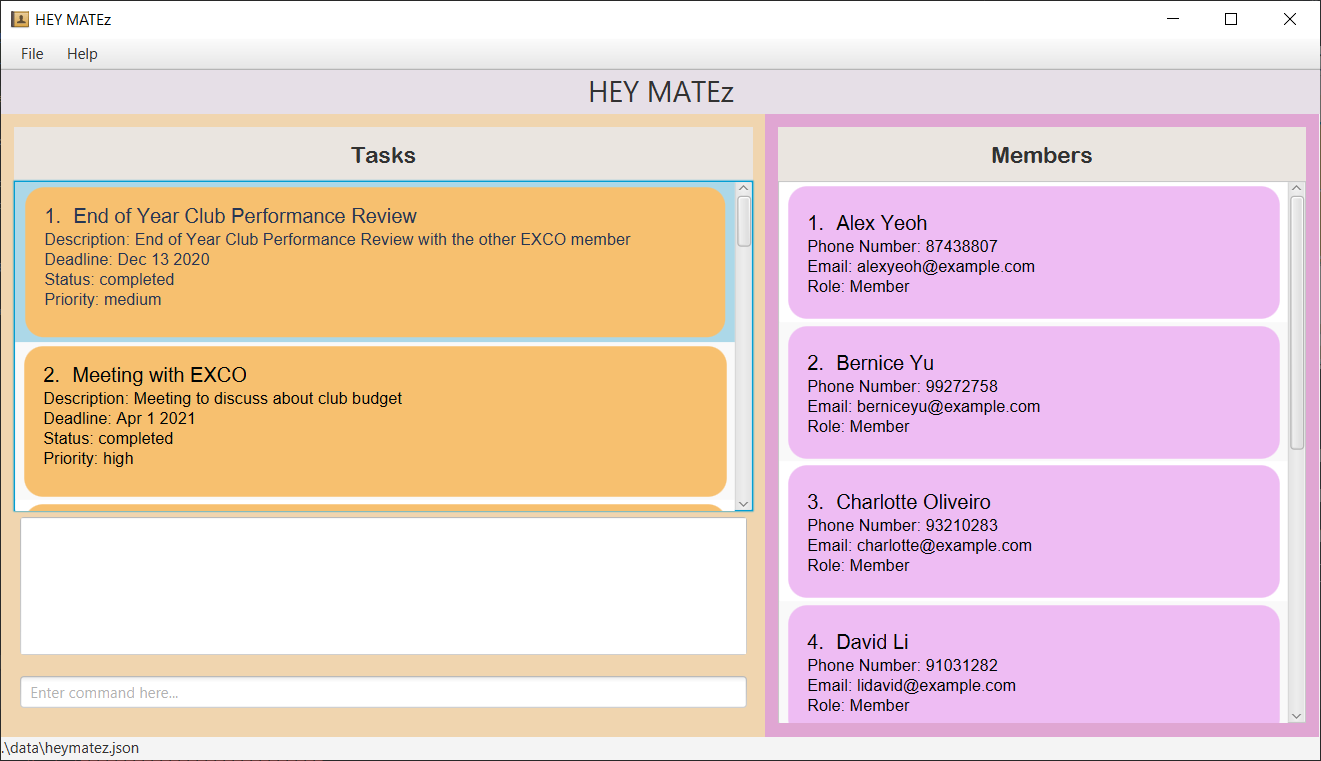 HEY MATEz
File Help
HEY MATEz
Tasks
1. End of Year Club Performance Review
Description: End of Year Club Performance Review with the other EXCO member
Deadline: Dec 13 2020
Status: completed
Priority: medium
2. Meeting with EXCO
Description: Meeting to discuss about club budget
Deadline: Apr 1 2021
Status: completed
Priority: high
Enter command here...
Members
1. Alex Yeoh
Phone Number: 87438807
Email: alexyeoh@example.com
Role: Member
2. Bernice Yu
Phone Number: 99272758
Email: berniceyu@example.com
Role: Member
3. Charlotte Oliveiro
Phone Number: 93210283
Email: charlotte@example.com
Role: Member
4. David Li
Phone Number: 91031282
Email: lidavid@example.com
Role: Member
.\data\heymatez.json